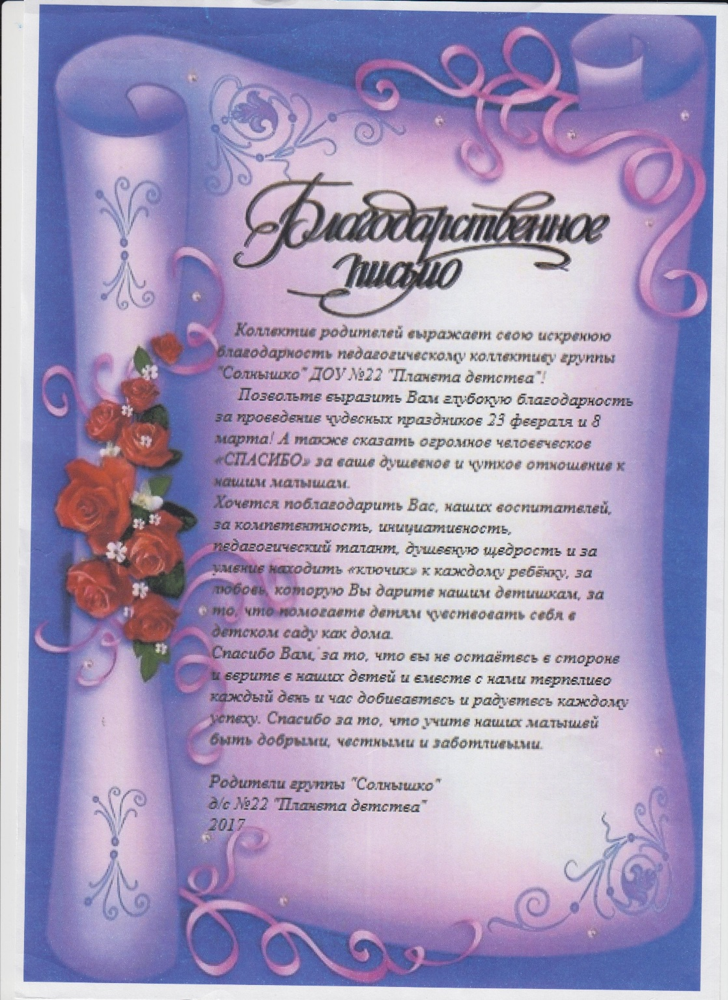 Благодарственное
письмо
Коллектив родителей выражает свою искренюю
благодарность педагогическому коллективу группы
"Солнышко" ДОУ №22 "Планета детства"!
Позвольте выразить Вам глубокую благодарность
за проведение чудесных праздников 23 февраля и 8
марта! А также сказать огромное человеческое
«СПАСИБО» за ваше душевное и чуткое отношение к
нашим малышам.
Хочется поблагодарить Вас, наших воспитателей,
за компетентность, инициативность,
педагогический талант, душевную щедрость и за
умение находить «ключик» к каждому ребёнку, за
любовь, которую Вы дарите нашим детишкам, за
то, что помогаете детям чувствовать себя в
детском саду как дома.
Спасибо Вам, за то, что вы не остаётесь в стороне
и верите в наших детей и вместе с нами терпеливо
каждый день и час добиваетесь и радуетесь каждому
успеху. Спасибо за то, что учите наших малышей
быть добрыми, честными и заботливыми.
Родители группы "Солнышко"
д/с №22 "Планета детства"
2017